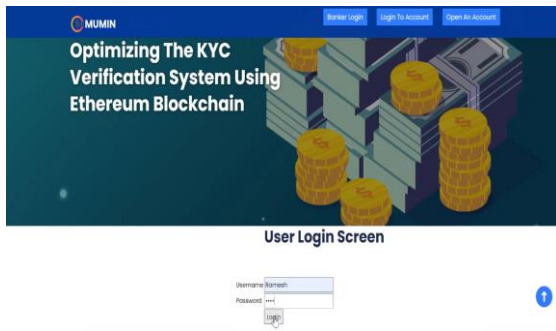 MUMIN
Banker Login
Login To Account
Open An Account
Optimizing The KYC
Verification System Using
Ethereum Blockchain
User Login Screen
Username Ramesh
Password ••••
Login